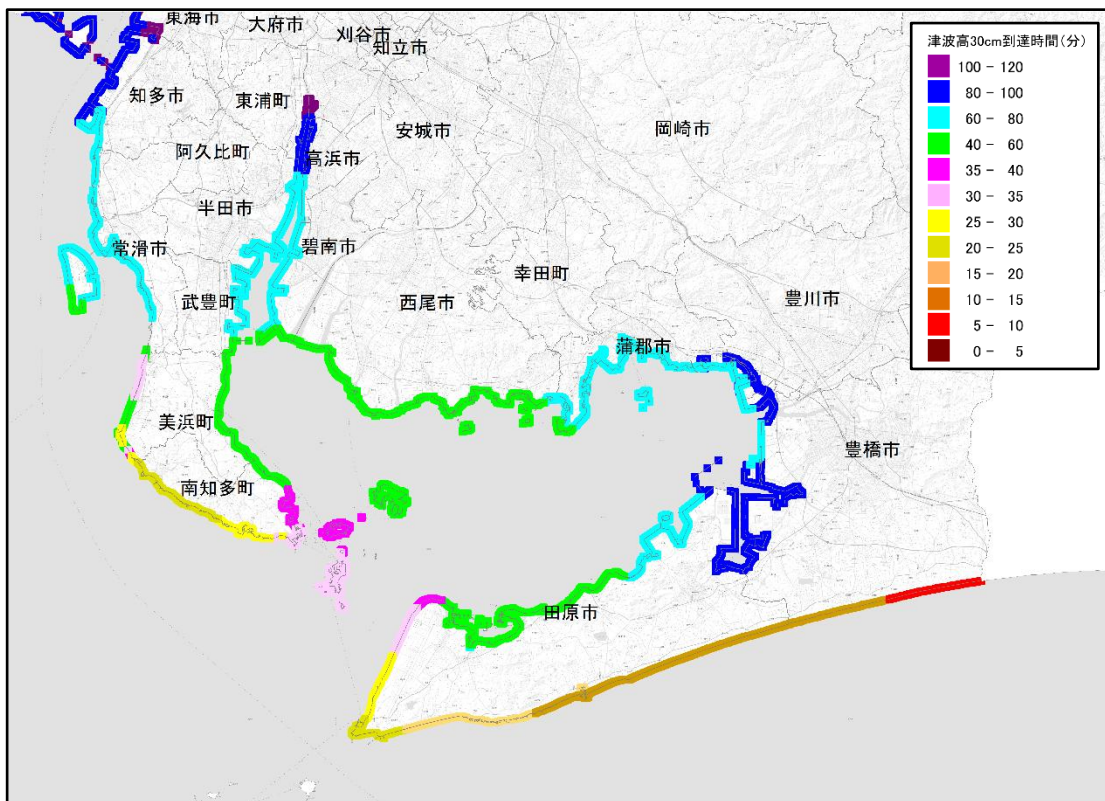 東海市
大府市
刈谷市
知立市
知多市
東浦町
安城市
岡崎市
阿久比町
高浜市
半田市
常滑市
碧南市
武豊町
西尾市
幸田町
豊川市
蒲郡市
美浜町
豊橋市
南知多町
田原市
津波高30cm到達時間(分)
100 - 120
80 - 100
60 - 80
40 - 60
35 - 40
30 - 35
25 - 30
20 - 25
15 - 20
10 - 15
5 - 10
0 - 5